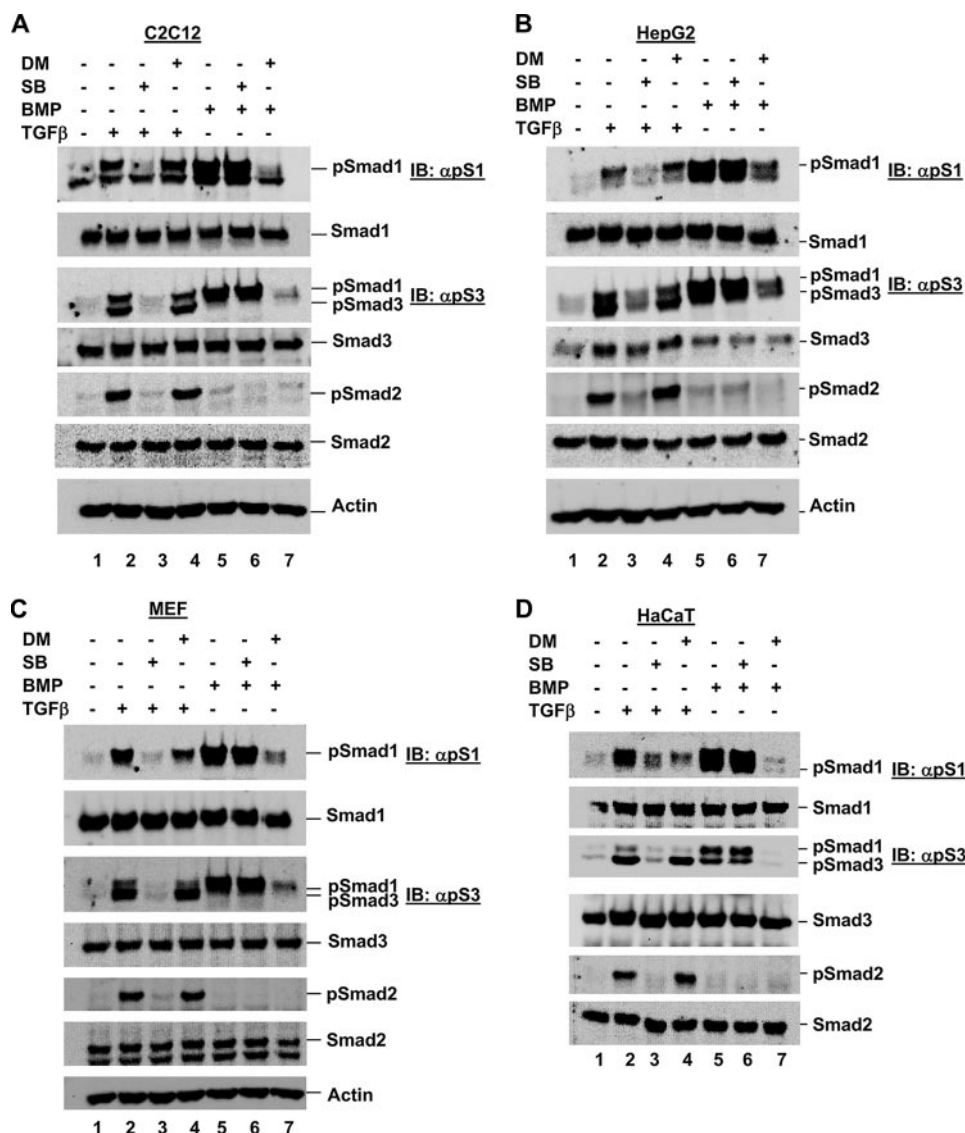 A
C2C12
DM - - - + - - +
SB - - + - - + -
BMP - - - - + + +
TGFβ - + + + - - -
pSmad1 IB: αpS1
Smad1
pSmad1
pSmad3 IB: αpS3
Smad3
pSmad2
Smad2
Actin
1 2 3 4 5 6 7
B
HepG2
DM - - - + - - +
SB - - + - - + -
BMP - - - - + + +
TGFβ - + + + - - -
pSmad1 IB: αpS1
Smad1
pSmad1
pSmad3 IB: αpS3
Smad3
pSmad2
Smad2
Actin
1 2 3 4 5 6 7
C
MEF
DM - - - + - - +
SB - - + - - + -
BMP - - - - + + +
TGFβ - + + + - - -
pSmad1 IB: αpS1
Smad1
pSmad1
pSmad3 IB: αpS3
Smad3
pSmad2
Smad2
Actin
1 2 3 4 5 6 7
D
HaCaT
DM - - - + - - +
SB - - + - - + -
BMP - - - - + + +
TGFβ - + + + - - -
pSmad1 IB: αpS1
Smad1
pSmad1
pSmad3 IB: αpS3
Smad3
pSmad2
Smad2
1 2 3 4 5 6 7